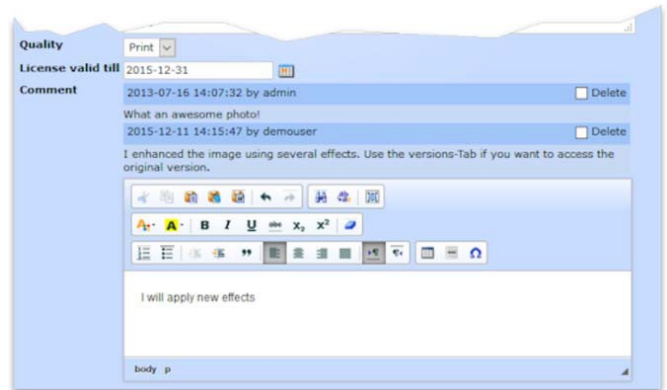 Quality
Print
License valid till
2015-12-31
Comment
2013-07-16 14:07:32 by admin
Delete
What an awesome photo!
2015-12-11 14:15:47 by demouser
Delete
I enhanced the image using several effects. Use the versions-Tab if you want to access the
original version.
A A B I U abc X₂ X² 
Ω
I will apply new effects
body p